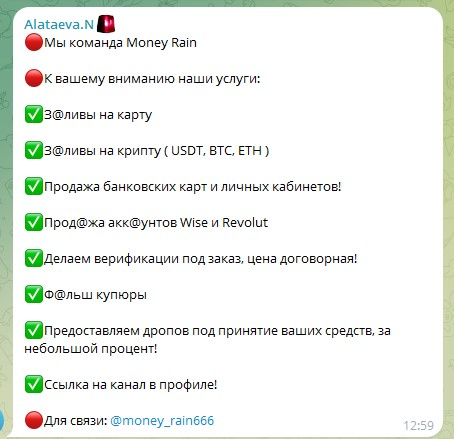 Alataeva.N🚨
🔴Мы команда Money Rain
🔴К вашему вниманию наши услуги:
✅З@ливы на карту
✅З@ливы на крипту ( USDT, BTC, ETH )
✅Продажа банковских карт и личных кабинетов!
✅Прод@жа акк@унтов Wise и Revolut
✅Делаем верификации под заказ, цена договорная!
✅Ф@льш купюры
✅Предоставляем дропов под принятие ваших средств, за
небольшой процент!
✅Ссылка на канал в профиле!
🔴Для связи: @money_rain666
12:59